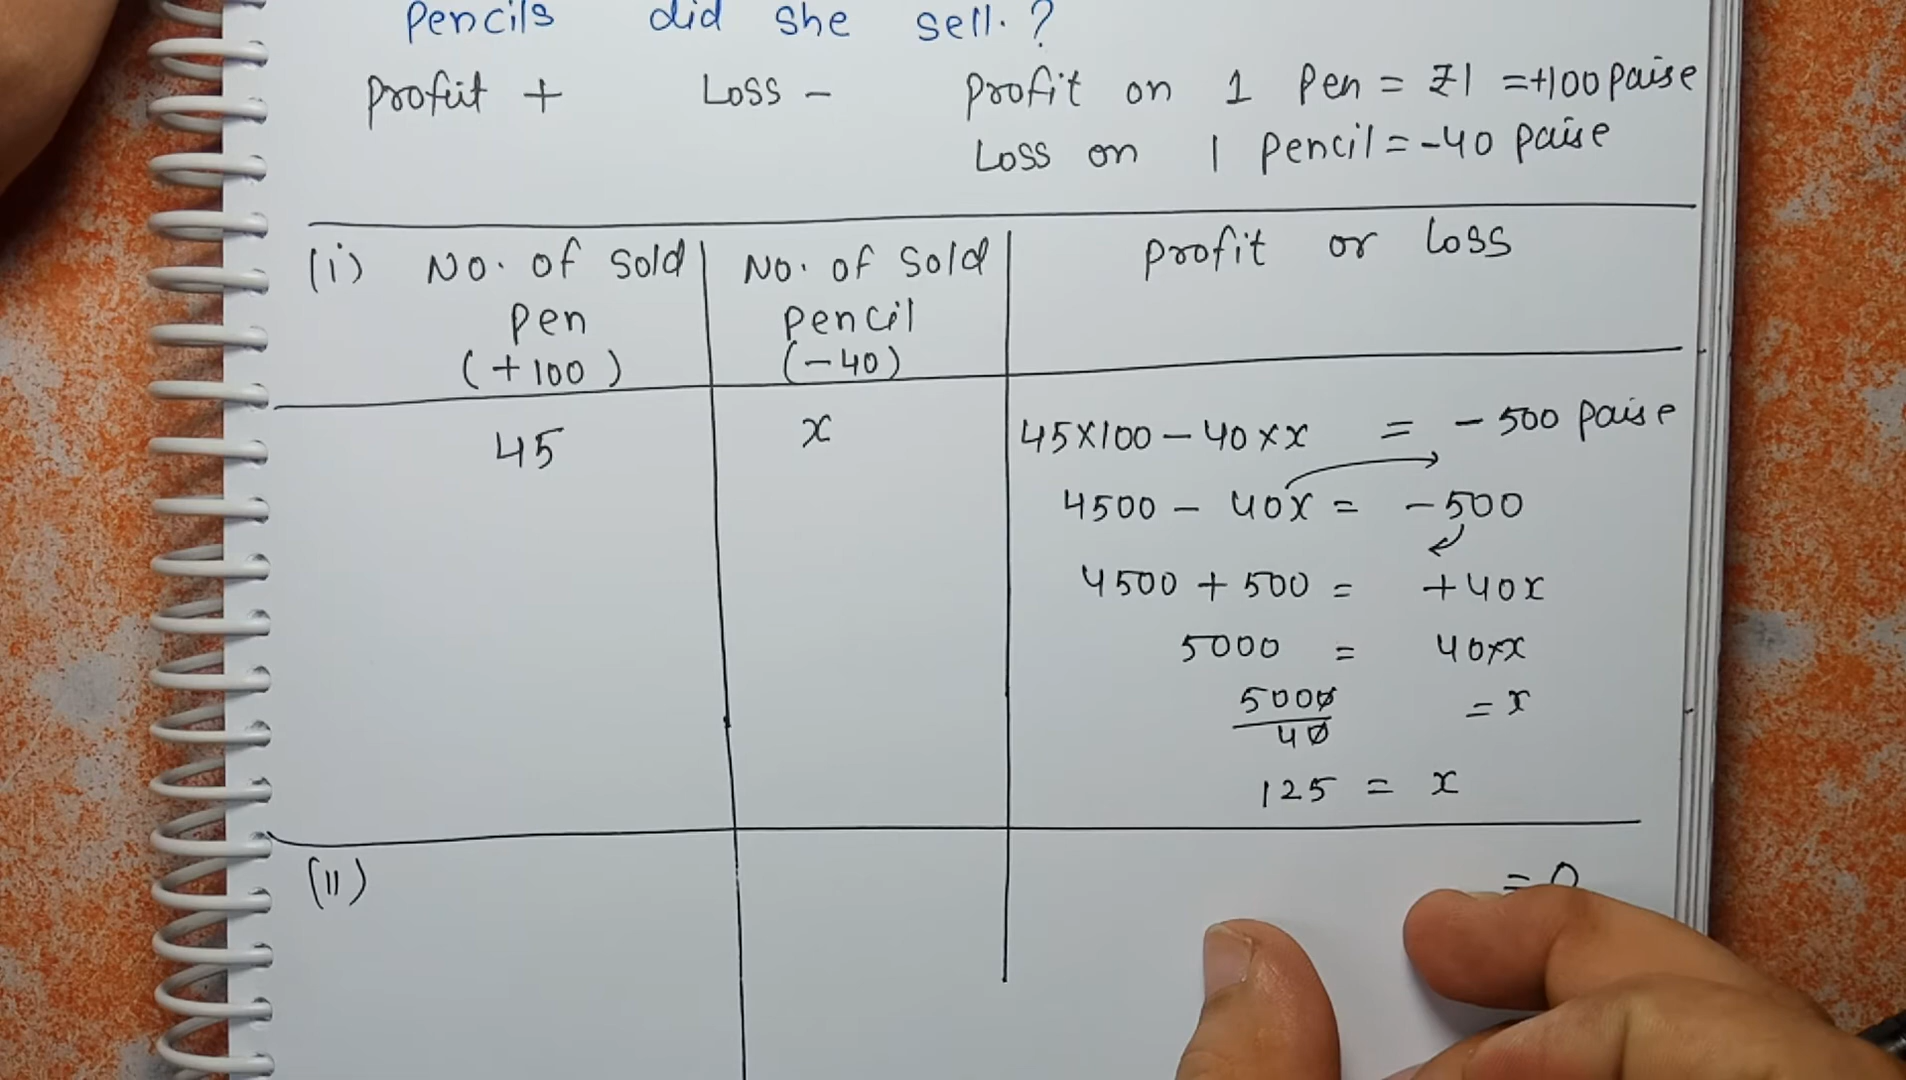 Pencils did she sell. ?
Profit + Loss - Profit on 1 Pen = ₹1 = +100 Paise
Loss on 1 Pencil = -40 Paise
(i) No. of Sold Pen (+100) No. of Sold Pencil (-40) Profit or Loss
45 x 45×100 - 40×x = - 500 Paise
4500 - 40x = - 500
4500 + 500 = + 40x
5000 = 40×x
5000/40 = x
125 = x
(ii) = 0